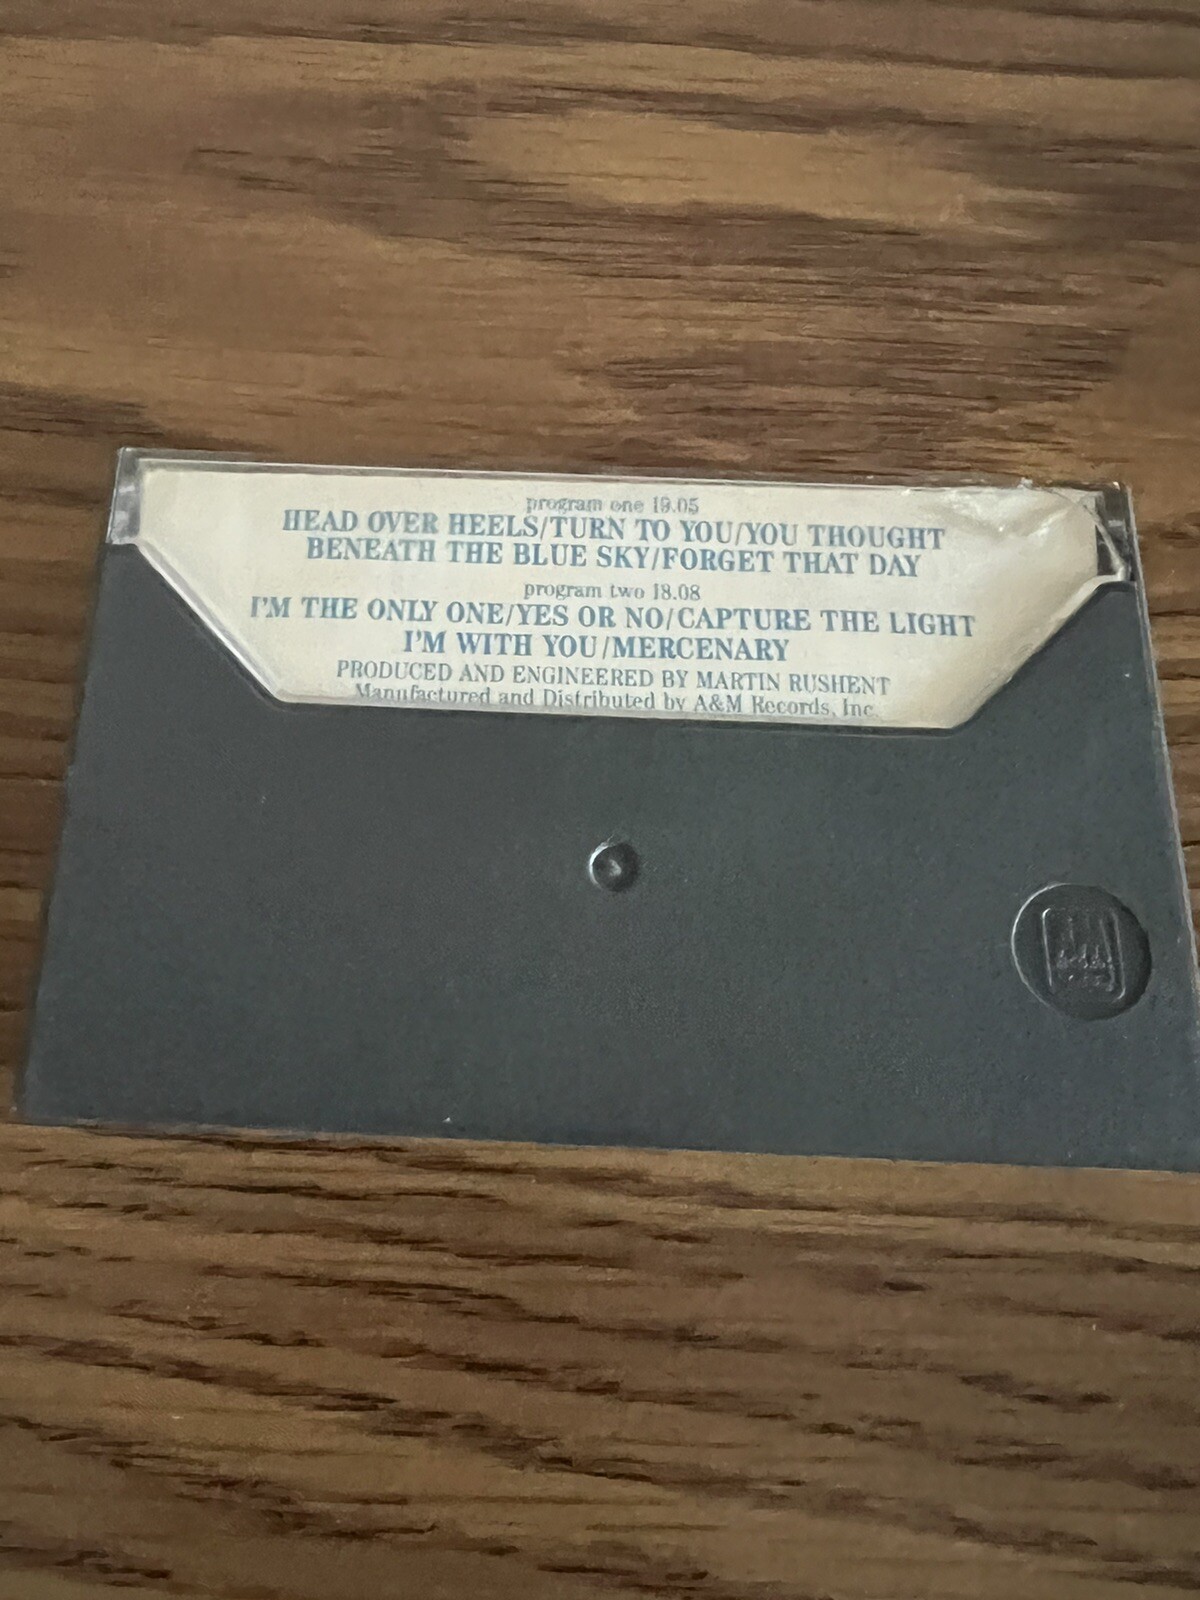 program one 19.05
HEAD OVER HEELS/TURN TO YOU/YOU THOUGHT
BENEATH THE BLUE SKY/FORGET THAT DAY
program two 18.08
I'M THE ONLY ONE/YES OR NO/CAPTURE THE LIGHT
I'M WITH YOU/MERCENARY
PRODUCED AND ENGINEERED BY MARTIN RUSHENT
Manufactured and Distributed by A&M Records, Inc.